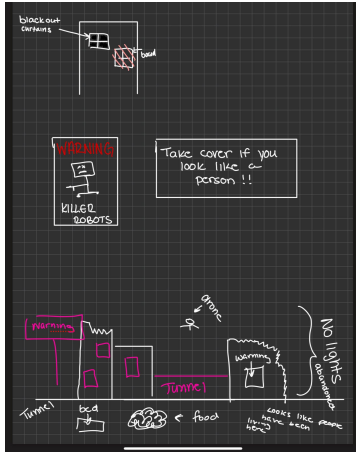 blackout
curtains
board
WARNING
KILLER
ROBOTS
Take cover if you
look like a
person !!
drone
Warning
warning
Tunnel
No lights
abandoned
Tunnel
bed
food
Looks like people
have been
living
here